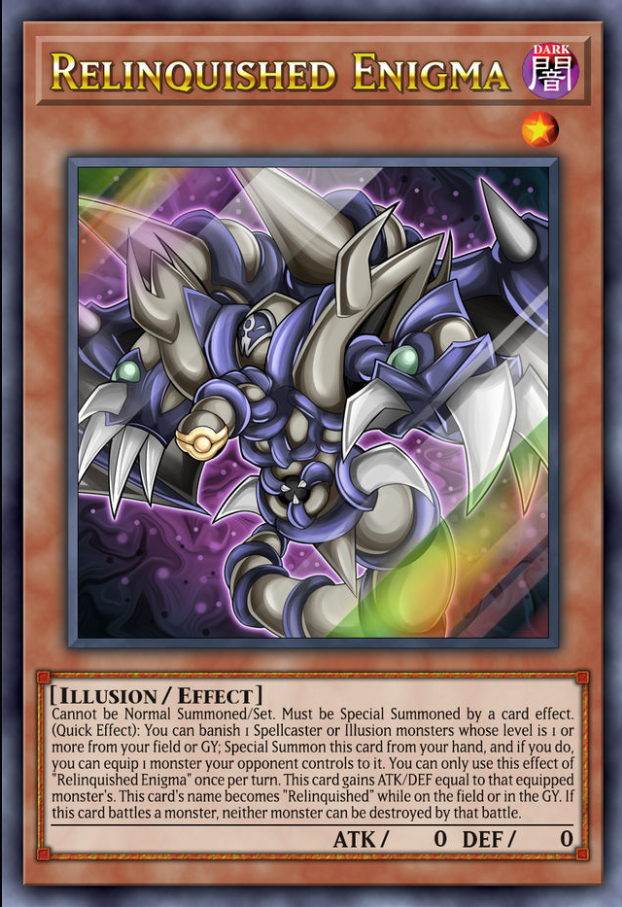 Relinquished Enigma
DARK
闇
[Illusion / Effect]
Cannot be Normal Summoned/Set. Must be Special Summoned by a card effect.
(Quick Effect): You can banish 1 Spellcaster or Illusion monsters whose level is 1 or
more from your field or GY; Special Summon this card from your hand, and if you do,
you can equip 1 monster your opponent controls to it. You can only use this effect of
"Relinquished Enigma" once per turn. This card gains ATK/DEF equal to that equipped
monster's. This card's name becomes "Relinquished" while on the field or in the GY. If
this card battles a monster, neither monster can be destroyed by that battle.
ATK / 0 DEF / 0